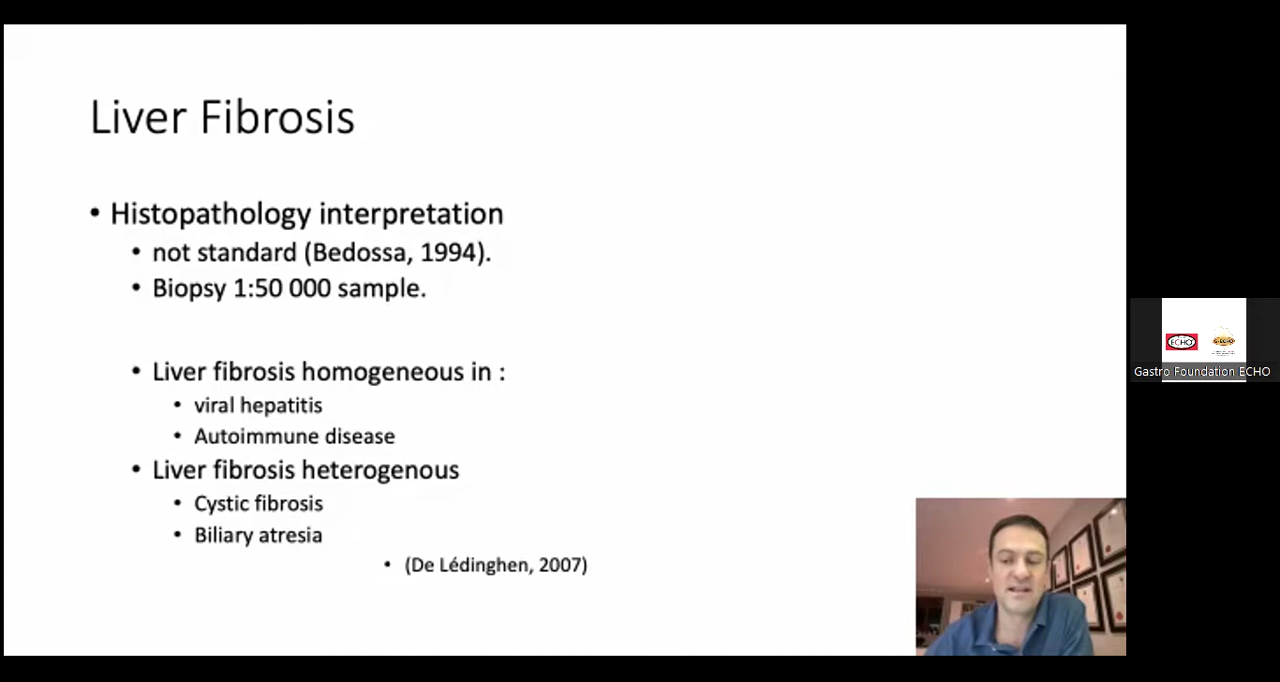 Liver Fibrosis
• Histopathology interpretation
• not standard (Bedossa, 1994).
• Biopsy 1:50 000 sample.
• Liver fibrosis homogeneous in :
• viral hepatitis
• Autoimmune disease
• Liver fibrosis heterogenous
• Cystic fibrosis
• Biliary atresia
• (De Lédinghen, 2007)
ECHO
Gastro Foundation ECHO